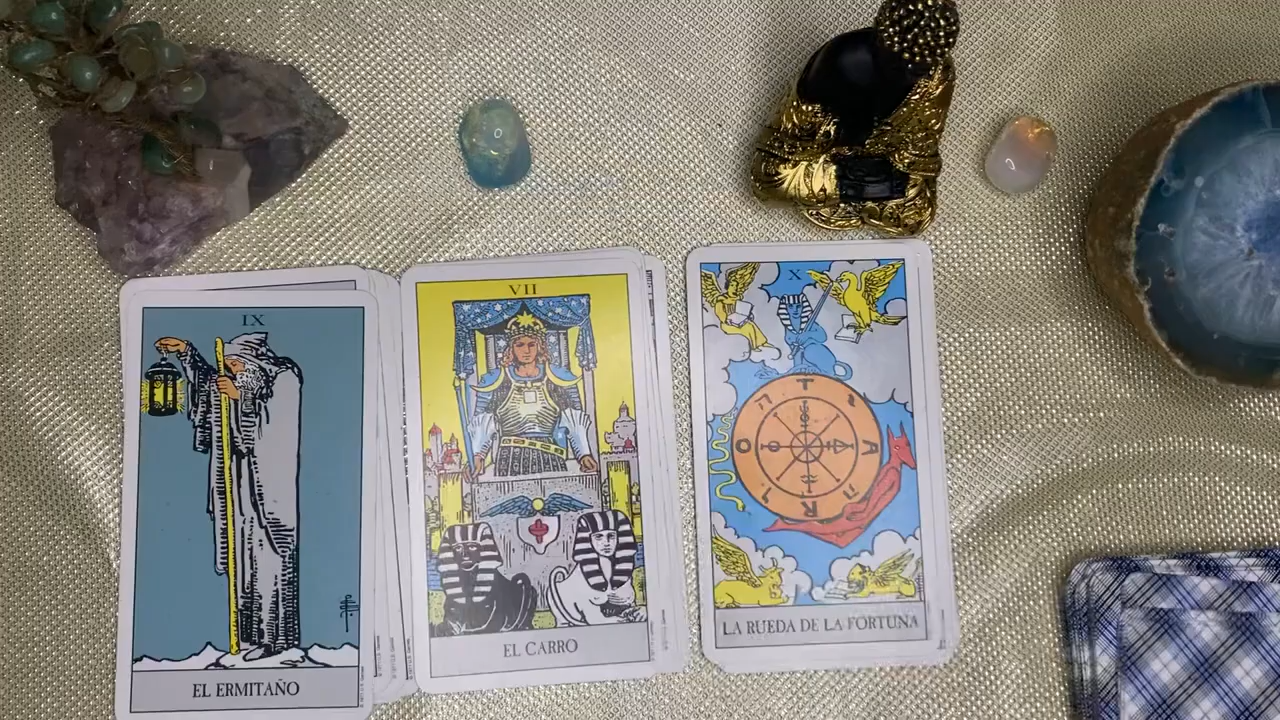 IX
EL ERMITAÑO
VII
EL CARRO
X
T
A
R
O
LA RUEDA DE LA FORTUNA